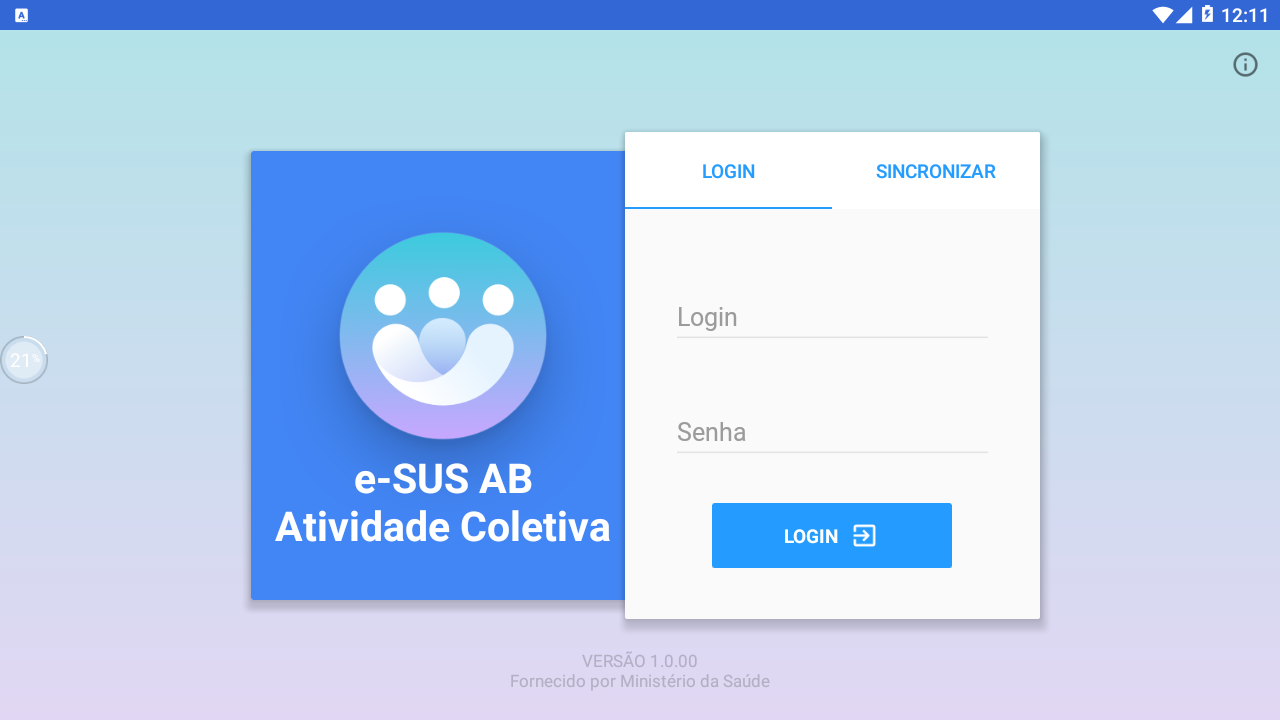 12:11
LOGIN
SINCRONIZAR
Login
21%
Senha
e-SUS AB
Atividade Coletiva
LOGIN
VERSÃO 1.0.00
Fornecido por Ministério da Saúde